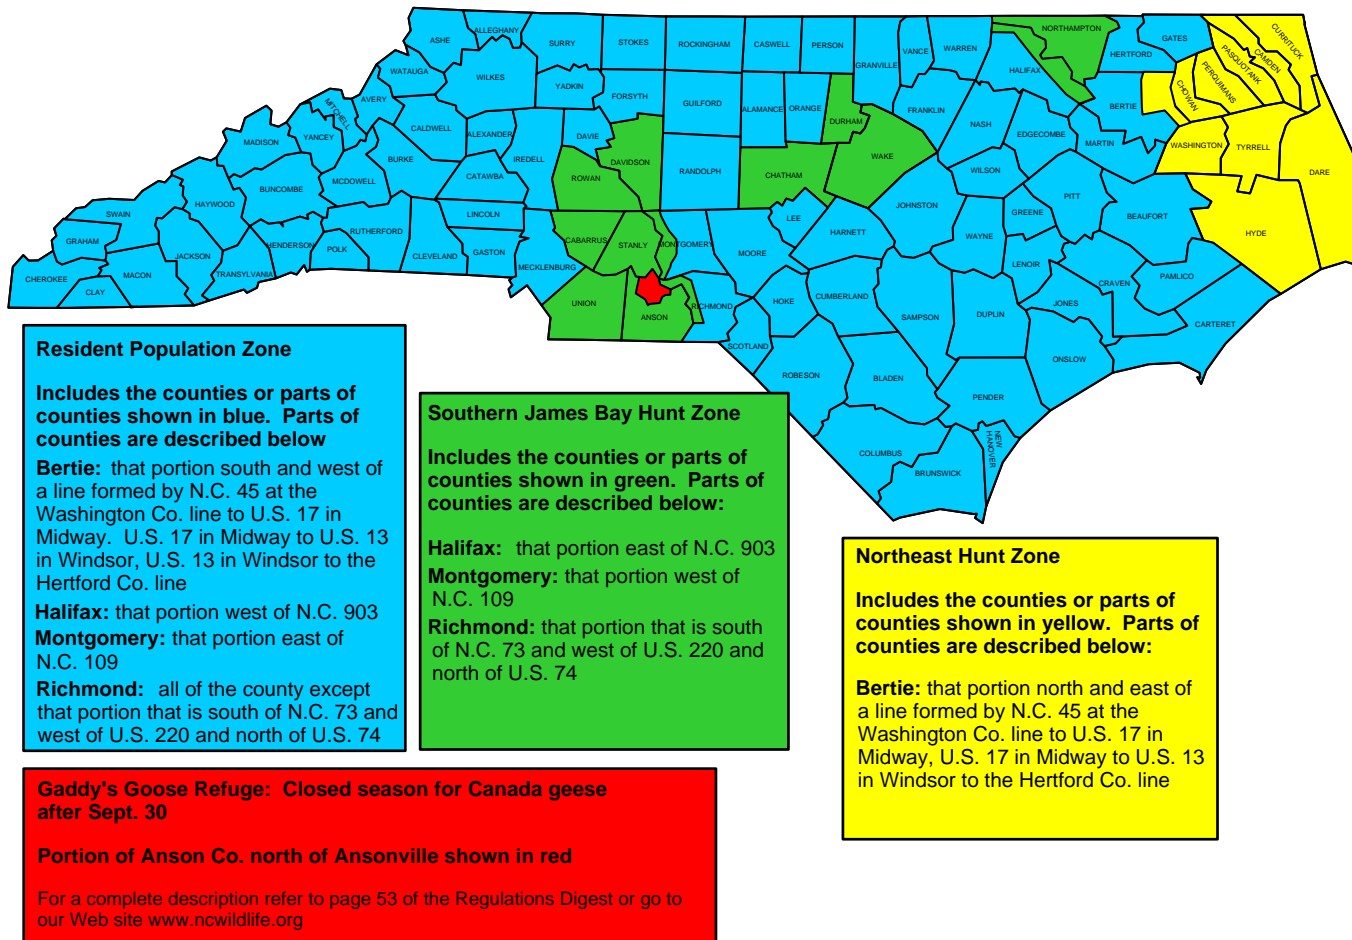 ALLEGHANY
ASHE
SURRY
STOKES
ROCKINGHAM
CASWELL
PERSON
GRANVILLE
VANCE
WARREN
NORTHAMPTON
HERTFORD
GATES
CURRITUCK
CAMDEN
PASQUOTANK
PERQUIMANS
CHOWAN
HALIFAX
WATAUGA
WILKES
YADKIN
FORSYTH
GUILFORD
ALAMANCE
ORANGE
DURHAM
FRANKLIN
BERTIE
MITCHELL
AVERY
CALDWELL
ALEXANDER
DAVIE
IREDELL
NASH
EDGECOMBE
MARTIN
WASHINGTON
TYRRELL
DARE
MADISON
YANCEY
BURKE
DAVIDSON
RANDOLPH
CHATHAM
WAKE
WILSON
BUNCOMBE
MCDOWELL
CATAWBA
ROWAN
SWAIN
HAYWOOD
LINCOLN
LEE
JOHNSTON
GREENE
PITT
BEAUFORT
HYDE
GRAHAM
JACKSON
HENDERSON
POLK
RUTHERFORD
CLEVELAND
GASTON
CABARRUS
STANLY
MONTGOMERY
MOORE
HARNETT
WAYNE
LENOIR
CRAVEN
PAMLICO
CHEROKEE
CLAY
MACON
TRANSYLVANIA
MECKLENBURG
UNION
ANSON
RICHMOND
HOKE
CUMBERLAND
SAMPSON
DUPLIN
JONES
CARTERET
SCOTLAND
ROBESON
BLADEN
PENDER
ONSLOW
COLUMBUS
BRUNSWICK
NEW
HANOVER
Resident Population Zone
Includes the counties or parts of
counties shown in blue.  Parts of
counties are described below
Bertie:  that portion south and west of
a line formed by N.C. 45 at the
Washington Co. line to U.S. 17 in
Midway.  U.S. 17 in Midway to U.S. 13
in Windsor, U.S. 13 in Windsor to the
Hertford Co. line
Halifax: that portion west of N.C. 903
Montgomery: that portion east of
N.C. 109
Richmond:  all of the county except
that portion that is south of N.C. 73 and
west of U.S. 220 and north of U.S. 74
Southern James Bay Hunt Zone
Includes the counties or parts of
counties shown in green.  Parts of
counties are described below:
Halifax:  that portion east of N.C. 903
Montgomery: that portion west of
N.C. 109
Richmond: that portion that is south
of N.C. 73 and west of U.S. 220 and
north of U.S. 74
Northeast Hunt Zone
Includes the counties or parts of
counties shown in yellow.  Parts of
counties are described below:
Bertie: that portion north and east of
a line formed by N.C. 45 at the
Washington Co. line to U.S. 17 in
Midway, U.S. 17 in Midway to U.S. 13
in Windsor to the Hertford Co. line
Gaddy's Goose Refuge:  Closed season for Canada geese
after Sept. 30
Portion of Anson Co. north of Ansonville shown in red
For a complete description refer to page 53 of the Regulations Digest or go to
our Web site www.ncwildlife.org